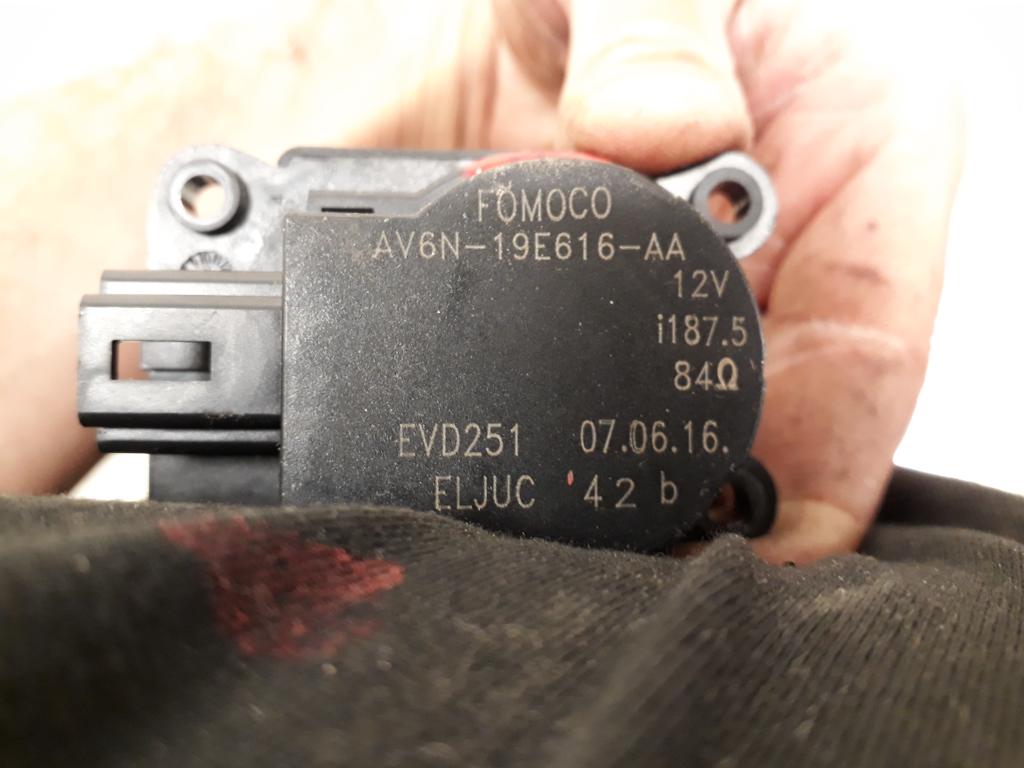 FOMOCO
AV6N-19E616-AA
12V
i187.5
84Ω
EVD251 07.06.16.
ELJUC '42 b